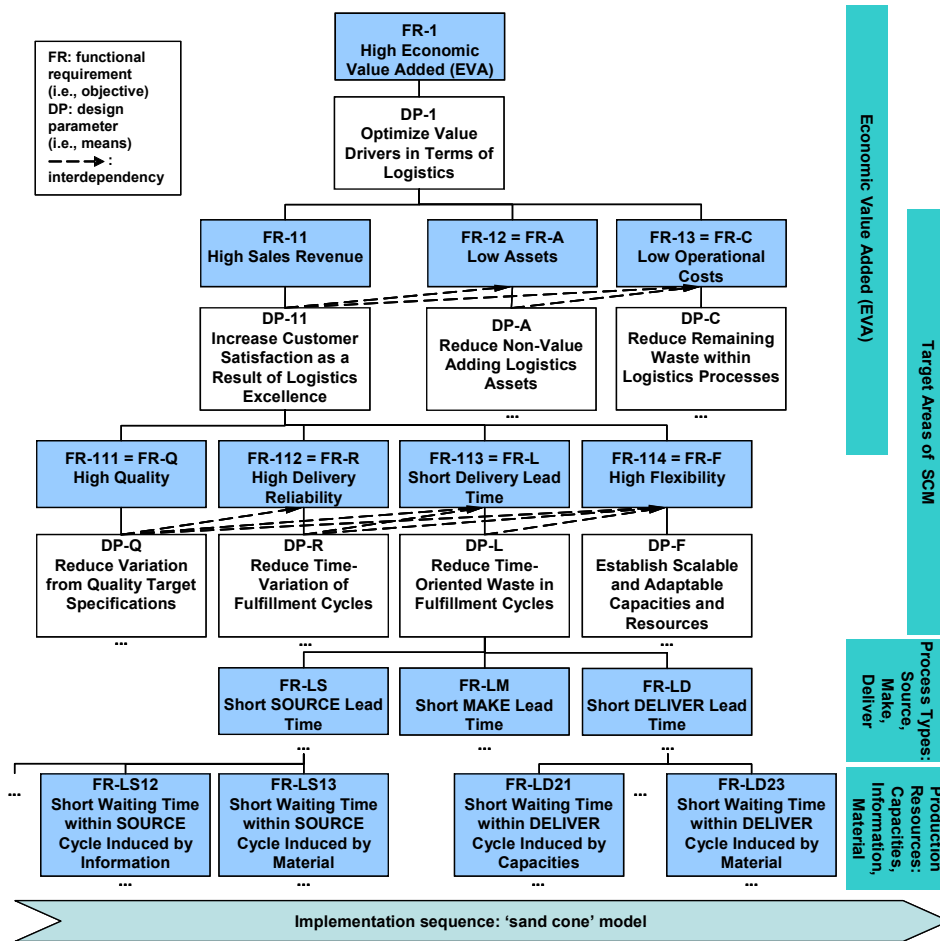 FR: functional
requirement
(i.e., objective)
DP: design
parameter
(i.e., means)
:
interdependency
FR-1
High Economic
Value Added (EVA)
DP-1
Optimize Value
Drivers in Terms of
Logistics
FR-11
High Sales Revenue
FR-12 = FR-A
Low Assets
FR-13 = FR-C
Low Operational
Costs
DP-11
Increase Customer
Satisfaction as a
Result of Logistics
Excellence
DP-A
Reduce Non-Value
Adding Logistics
Assets
...
DP-C
Reduce Remaining
Waste within
Logistics Processes
...
FR-111 = FR-Q
High Quality
FR-112 = FR-R
High Delivery
Reliability
FR-113 = FR-L
Short Delivery Lead
Time
FR-114 = FR-F
High Flexibility
DP-Q
Reduce Variation
from Quality Target
Specifications
...
DP-R
Reduce Time-
Variation of
Fulfillment Cycles
...
DP-L
Reduce Time-
Oriented Waste in
Fulfillment Cycles
DP-F
Establish Scalable
and Adaptable
Capacities and
Resources
...
FR-LS
Short SOURCE Lead
Time
...
FR-LM
Short MAKE Lead
Time
...
FR-LD
Short DELIVER Lead
Time
...
...
FR-LS12
Short Waiting Time
within SOURCE
Cycle Induced by
Information
...
FR-LS13
Short Waiting Time
within SOURCE
Cycle Induced by
Material
...
FR-LD21
Short Waiting Time
within DELIVER
Cycle Induced by
Capacities
...
...
FR-LD23
Short Waiting Time
within DELIVER
Cycle Induced by
Material
...
Economic Value Added (EVA)
Target Areas of SCM
Process Types:
Source,
Make,
Deliver
Production
Resources:
Capacities,
Information,
Material
Implementation sequence: ‘sand cone’ model